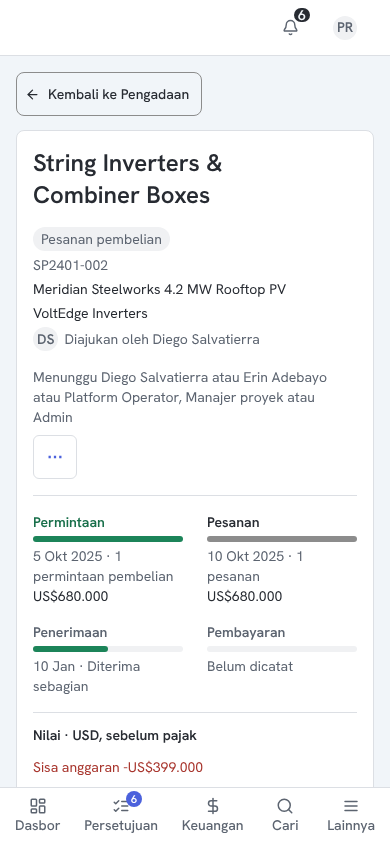 6
PR
Kembali ke Pengadaan
String Inverters &
Combiner Boxes
Pesanan pembelian
SP2401-002
Meridian Steelworks 4.2 MW Rooftop PV
VoltEdge Inverters
DS Diajukan oleh Diego Salvatierra
Menunggu Diego Salvatierra atau Erin Adebayo
atau Platform Operator, Manajer proyek atau
Admin
...
Permintaan
5 Okt 2025 · 1
permintaan pembelian
US$680.000
Pesanan
10 Okt 2025 · 1
pesanan
US$680.000
Penerimaan
10 Jan · Diterima
sebagian
Pembayaran
Belum dicatat
Nilai · USD, sebelum pajak
Sisa anggaran -US$399.000
6
Dasbor
Persetujuan
Keuangan
Cari
Lainnya